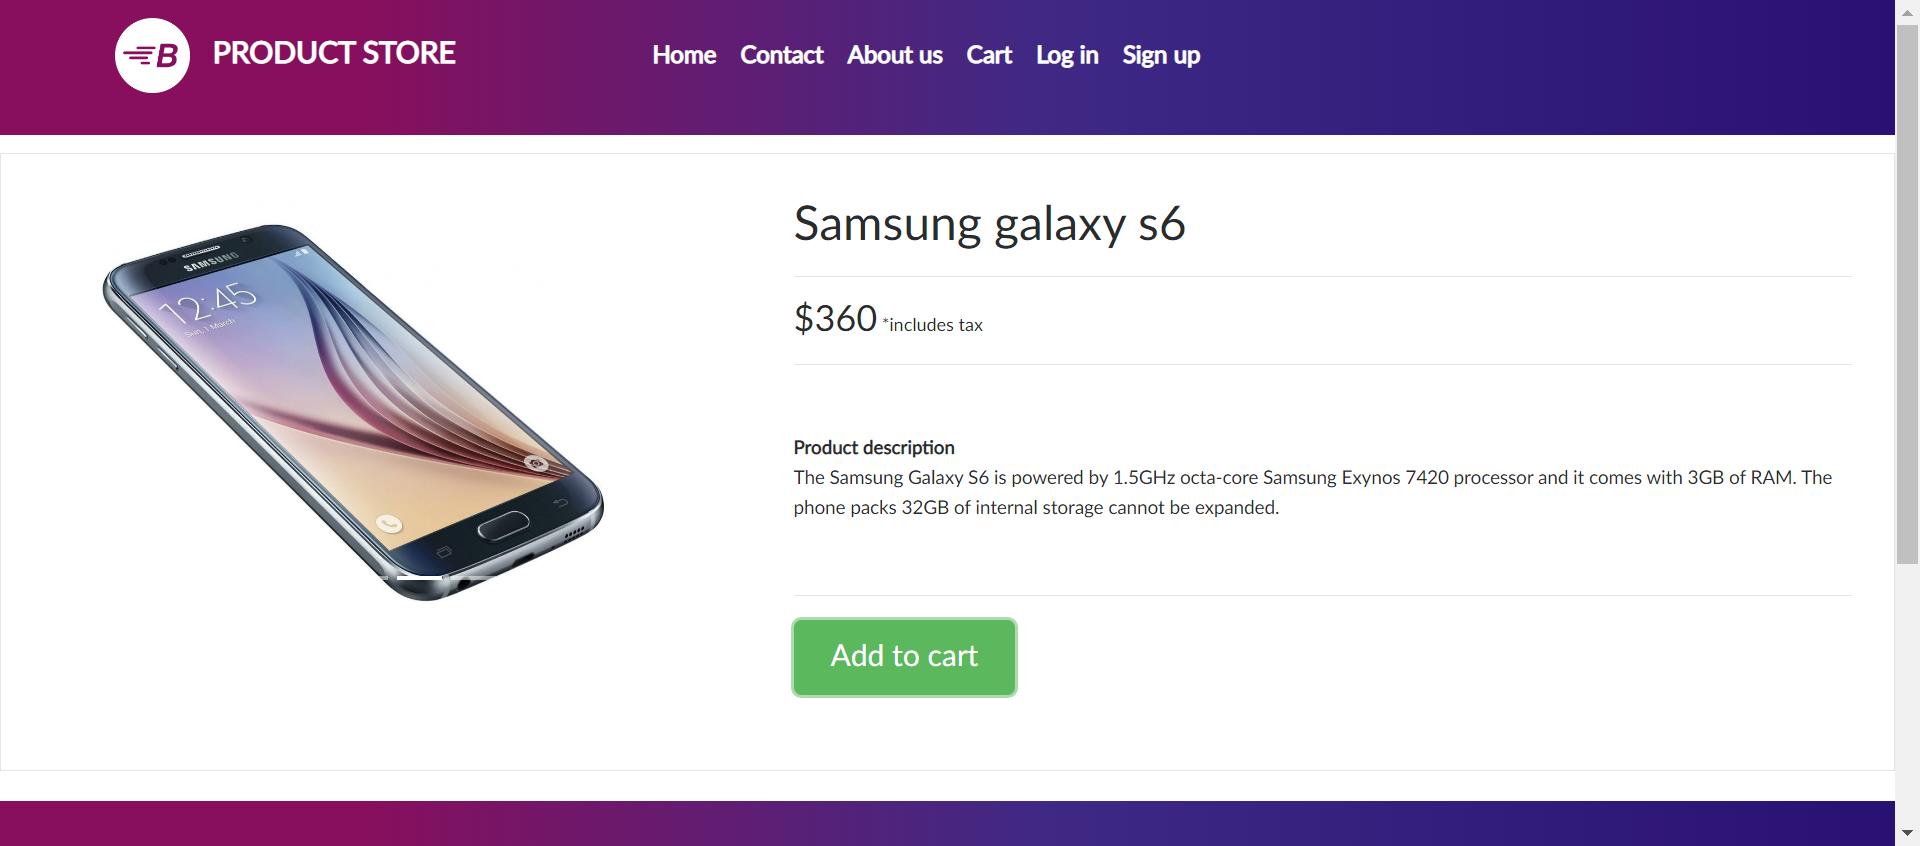 B PRODUCT STORE
Home Contact About us Cart Log in Sign up
SAMSUNG
12:45
Sun, 1 March
Samsung galaxy s6
$360 *includes tax
Product description
The Samsung Galaxy S6 is powered by 1.5GHz octa-core Samsung Exynos 7420 processor and it comes with 3GB of RAM. The
phone packs 32GB of internal storage cannot be expanded.
Add to cart